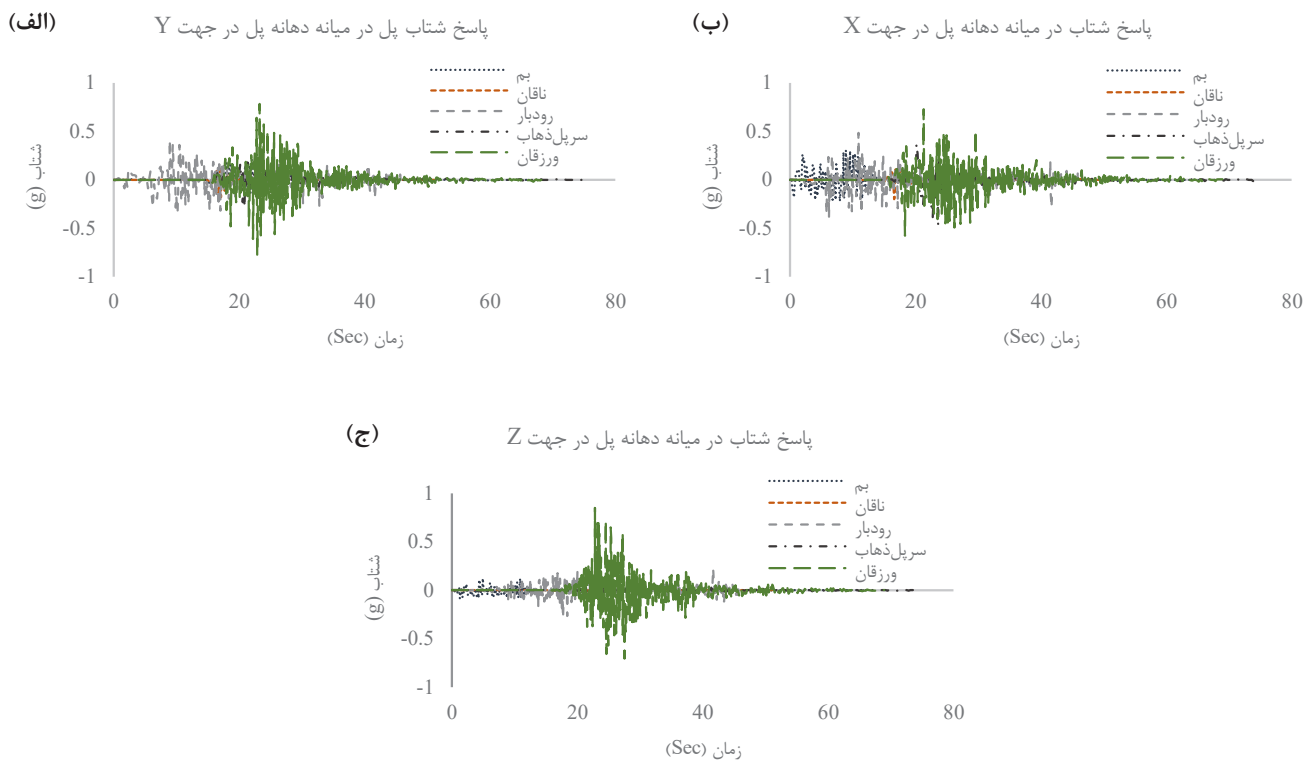 (الف)
پاسخ شتاب پل در میانه دهانه پل در جهت Y
بم
ناقان
رودبار
سرپل‌ذهاب
ورزقان
شتاب (g)
1
0.5
0
-0.5
-1
0 20 40 60 80
زمان (Sec)
(ب)
پاسخ شتاب در میانه دهانه پل در جهت X
بم
ناقان
رودبار
سرپل‌ذهاب
ورزقان
شتاب (g)
1
0.5
0
-0.5
-1
0 20 40 60 80
زمان (Sec)
(ج)
پاسخ شتاب در میانه دهانه پل در جهت Z
بم
ناقان
رودبار
سرپل‌ذهاب
ورزقان
شتاب (g)
1
0.5
0
-0.5
-1
0 20 40 60 80
زمان (Sec)